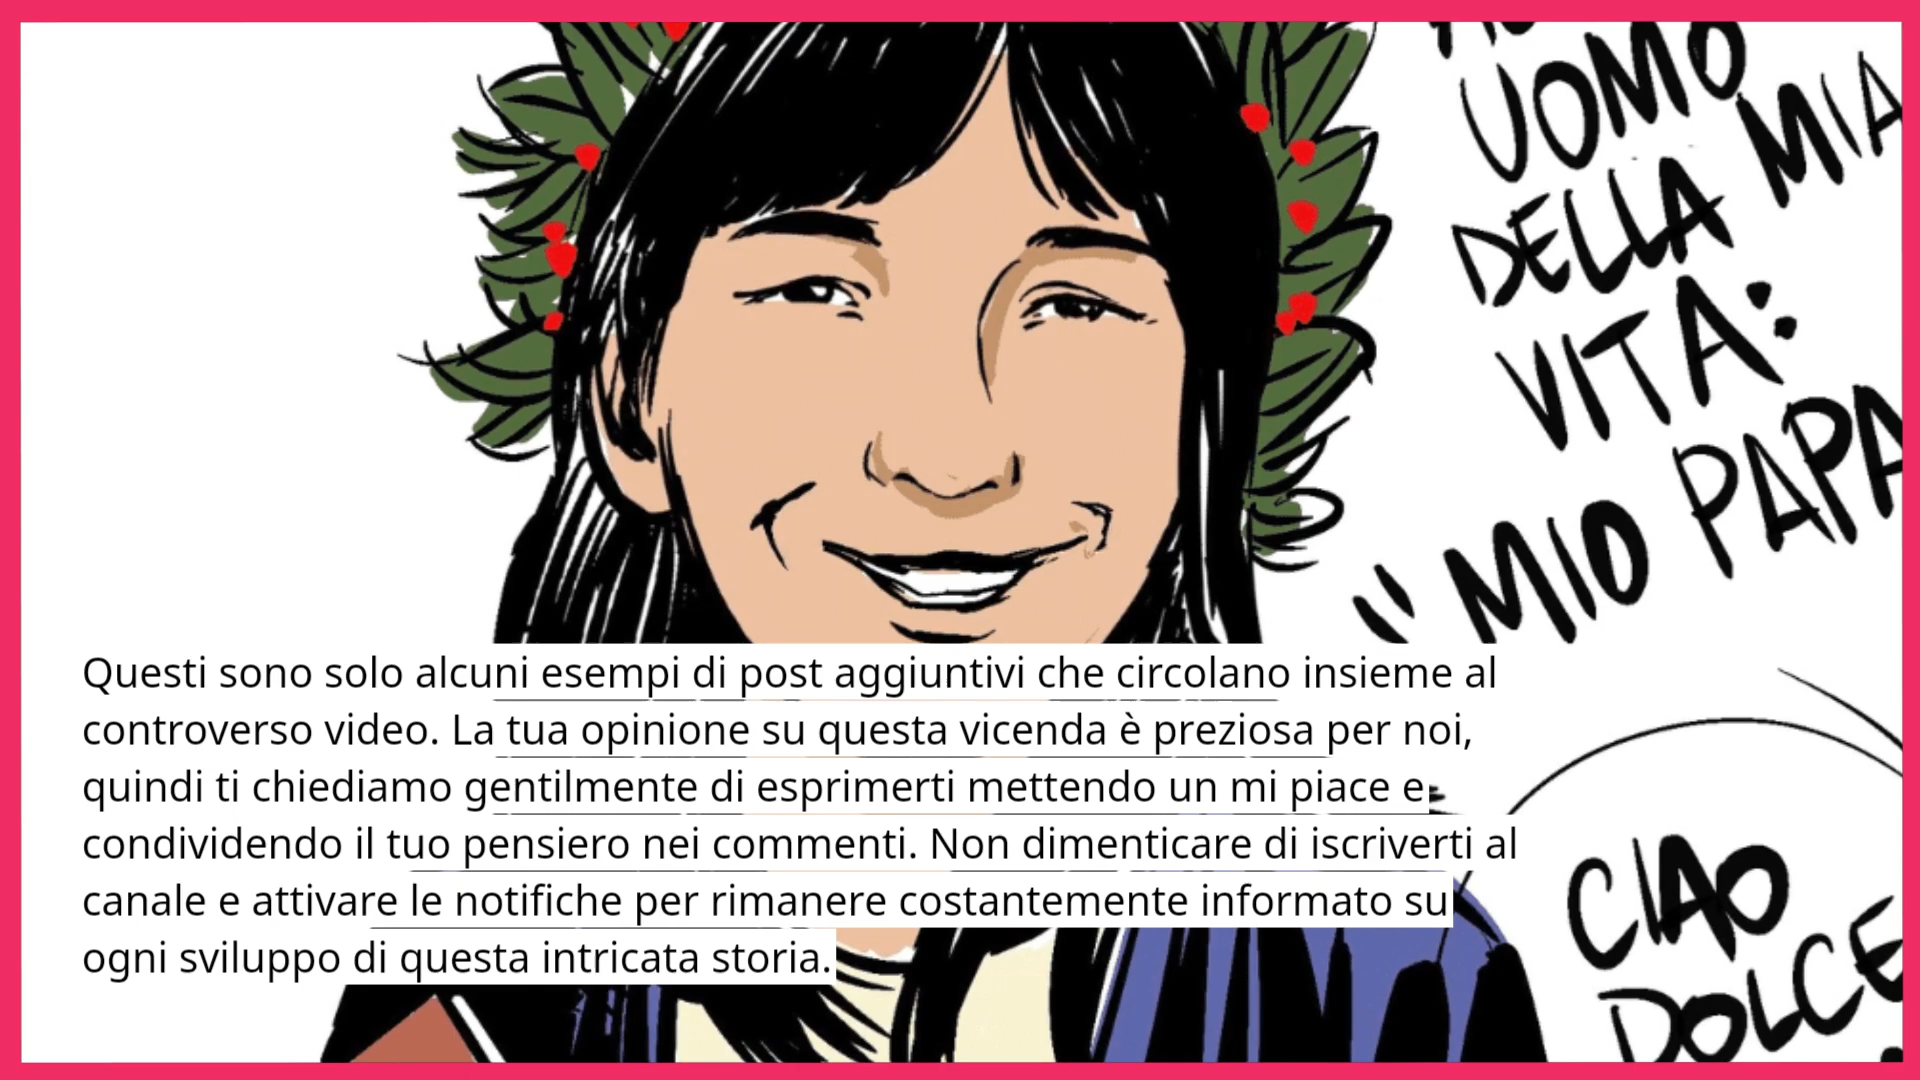 UOMO
DELLA MIA
VITA:
"MIO PAPÀ
Questi sono solo alcuni esempi di post aggiuntivi che circolano insieme al
controverso video. La tua opinione su questa vicenda è preziosa per noi,
quindi ti chiediamo gentilmente di esprimerti mettendo un mi piace e
condividendo il tuo pensiero nei commenti. Non dimenticare di iscriverti al
canale e attivare le notifiche per rimanere costantemente informato su
ogni sviluppo di questa intricata storia.
CIAO
DOLCE